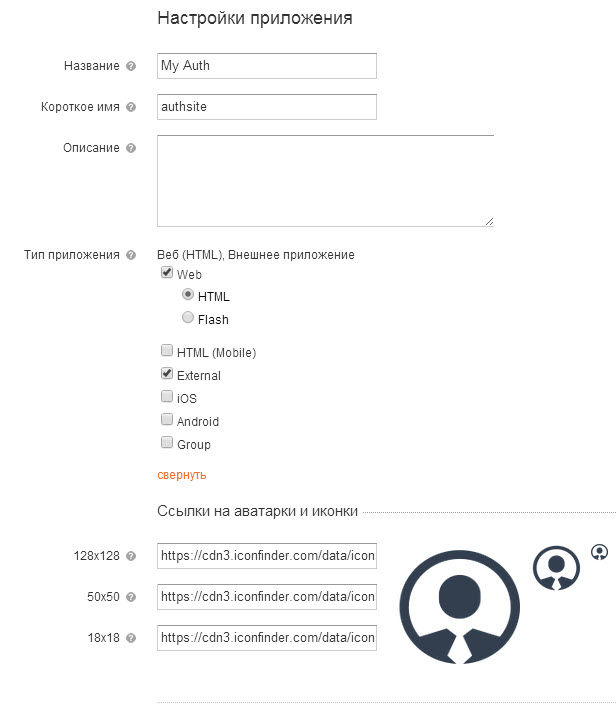 Настройки приложения
Название ?
My Auth
Короткое имя ?
authsite
Описание ?
Тип приложения ?
Веб (HTML), Внешнее приложение
Web
HTML
Flash
HTML (Mobile)
External
iOS
Android
Group
свернуть
Ссылки на аватарки и иконки
128x128 ?
https://cdn3.iconfinder.com/data/icon
50x50 ?
https://cdn3.iconfinder.com/data/icon
18x18 ?
https://cdn3.iconfinder.com/data/icon